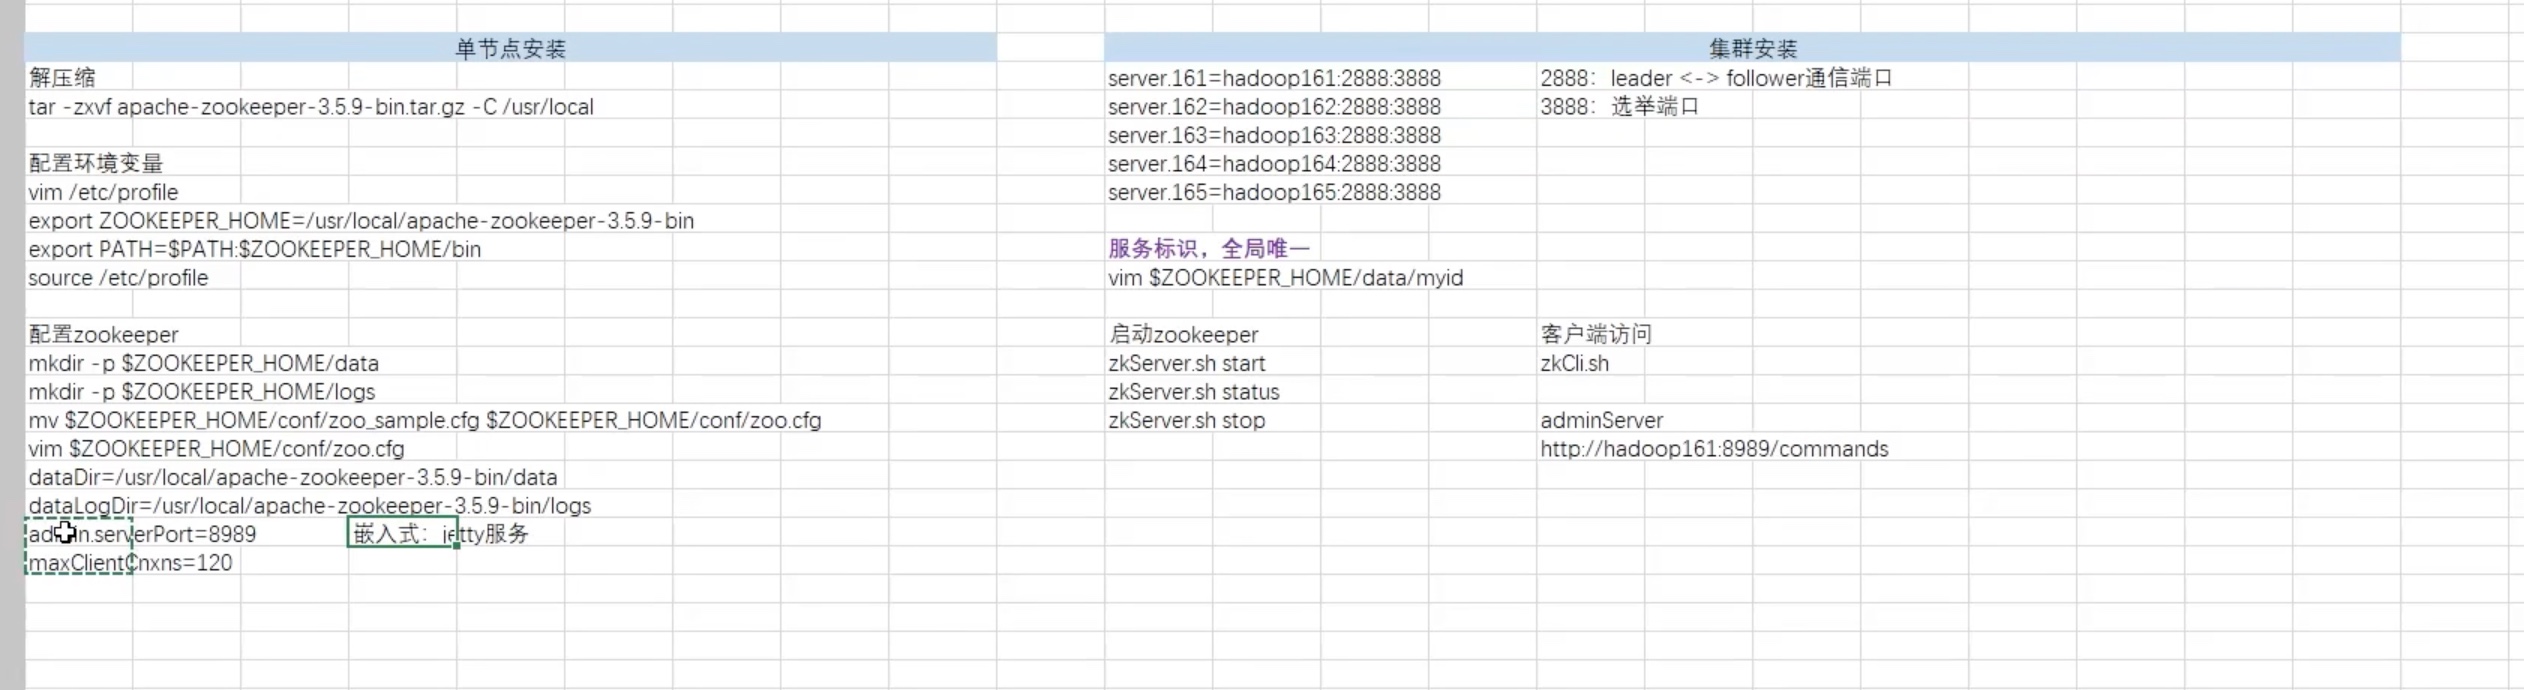 单节点安装
解压缩
tar -zxvf apache-zookeeper-3.5.9-bin.tar.gz -C /usr/local
配置环境变量
vim /etc/profile
export ZOOKEEPER_HOME=/usr/local/apache-zookeeper-3.5.9-bin
export PATH=$PATH:$ZOOKEEPER_HOME/bin
source /etc/profile
配置zookeeper
mkdir -p $ZOOKEEPER_HOME/data
mkdir -p $ZOOKEEPER_HOME/logs
mv $ZOOKEEPER_HOME/conf/zoo_sample.cfg $ZOOKEEPER_HOME/conf/zoo.cfg
vim $ZOOKEEPER_HOME/conf/zoo.cfg
dataDir=/usr/local/apache-zookeeper-3.5.9-bin/data
dataLogDir=/usr/local/apache-zookeeper-3.5.9-bin/logs
admin.serverPort=8989 嵌入式：jetty服务
maxClientCnxns=120
集群安装
server.161=hadoop161:2888:3888 2888：leader <-> follower通信端口
server.162=hadoop162:2888:3888 3888：选举端口
server.163=hadoop163:2888:3888
server.164=hadoop164:2888:3888
server.165=hadoop165:2888:3888
服务标识，全局唯一
vim $ZOOKEEPER_HOME/data/myid
启动zookeeper 客户端访问
zkServer.sh start zkCli.sh
zkServer.sh status
zkServer.sh stop adminServer
http://hadoop161:8989/commands